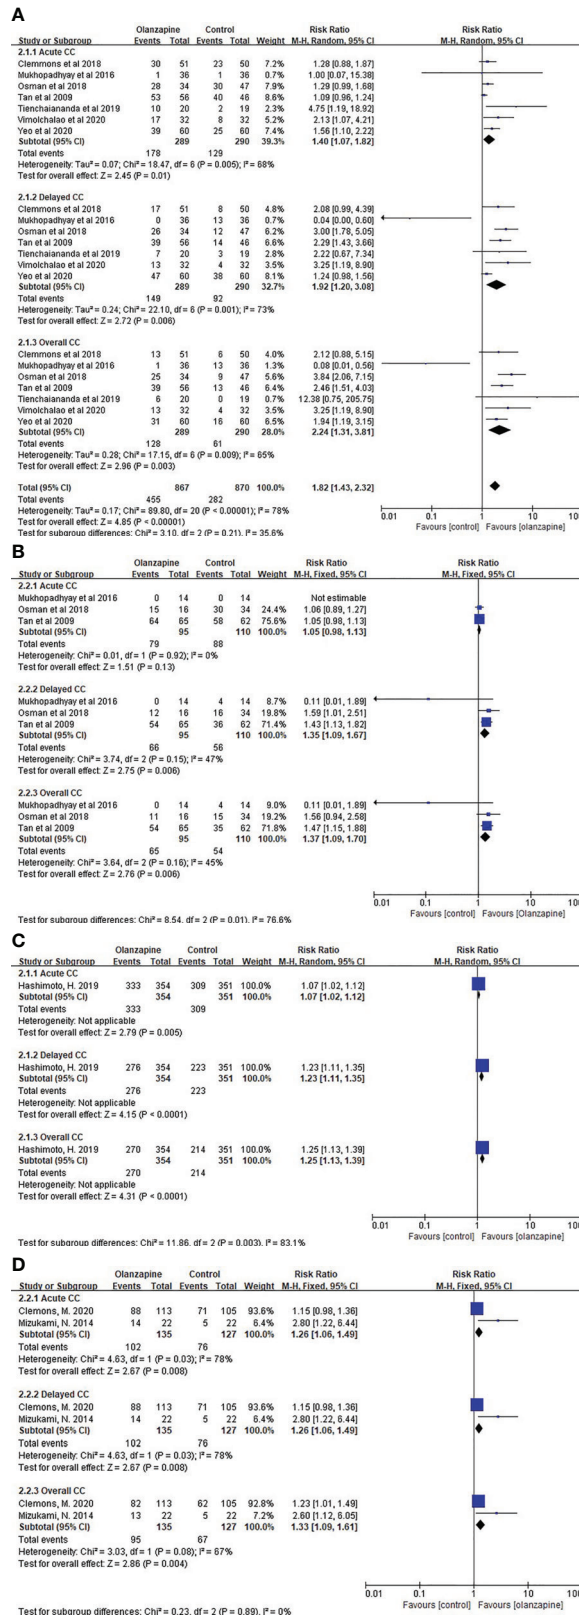 A
Olanzapine Control Risk Ratio Risk Ratio
Study or Subgroup Events Total Events Total Weight M-H, Random, 95% CI M-H, Random, 95% CI
2.1.1 Acute CC
Clemmons et al 2018 30 51 23 50 7.2% 1.28 [0.88, 1.87]
Mukhopadhyay et al 2016 1 36 1 36 0.7% 1.00 [0.07, 15.38]
Osman et al 2018 28 34 30 47 1.29 [0.99, 1.68]
Tan et al 2009 53 56 40 46 1.09 [0.96, 1.24]
Tienchaiananda et al 2019 10 20 2 19 4.75 [1.19, 18.92]
Vimolchalao et al 2020 17 32 8 32 2.13 [1.07, 4.21]
Yeo et al 2020 39 60 25 60 1.56 [1.10, 2.22]
Subtotal (95% CI) 289 290 39.3% 1.40 [1.07, 1.82]
Total events 178 129
Heterogeneity: Tau² = 0.07; Chi² = 18.47, df = 6 (P = 0.005); I² = 68%
Test for overall effect: Z = 2.45 (P = 0.01)
2.1.2 Delayed CC
Clemmons et al 2018 17 51 8 50 4.8% 2.08 [0.99, 4.39]
Mukhopadhyay et al 2016 0 36 13 36 0.7% 0.04 [0.00, 0.60]
Osman et al 2018 26 34 12 47 3.00 [1.78, 5.05]
Tan et al 2009 39 56 14 46 2.29 [1.43, 3.66]
Tienchaiananda et al 2019 7 20 3 19 2.22 [0.67, 7.34]
Vimolchalao et al 2020 13 32 4 32 3.25 [1.19, 8.90]
Yeo et al 2020 47 60 38 60 1.24 [0.98, 1.56]
Subtotal (95% CI) 289 290 32.7% 1.92 [1.20, 3.08]
Total events 149 92
Heterogeneity: Tau² = 0.24; Chi² = 22.10, df = 6 (P = 0.001); I² = 73%
Test for overall effect: Z = 2.72 (P = 0.006)
2.1.3 Overall CC
Clemmons et al 2018 13 51 6 50 4.0% 2.12 [0.88, 5.15]
Mukhopadhyay et al 2016 1 36 13 36 0.08 [0.01, 0.56]
Osman et al 2018 25 34 9 47 3.84 [2.06, 7.15]
Tan et al 2009 39 56 13 46 2.46 [1.51, 4.03]
Tienchaiananda et al 2019 6 20 0 19 12.38 [0.75, 205.75]
Vimolchalao et al 2020 13 32 4 32 3.25 [1.19, 8.90]
Yeo et al 2020 31 60 16 60 1.94 [1.19, 3.15]
Subtotal (95% CI) 289 290 28.0% 2.24 [1.31, 3.81]
Total events 128 61
Heterogeneity: Tau² = 0.28; Chi² = 17.15, df = 6 (P = 0.009); I² = 65%
Test for overall effect: Z = 2.96 (P = 0.003)
Total (95% CI) 867 870 100.0% 1.82 [1.43, 2.32]
Total events 455 282
Heterogeneity: Tau² = 0.17; Chi² = 89.80, df = 20 (P < 0.00001); I² = 78%
Test for overall effect: Z = 4.85 (P < 0.00001)
Test for subgroup differences: Chi² = 3.10, df = 2 (P = 0.21), I² = 35.6%
0.01 0.1 1 10 100
Favours [control] Favours [olanzapine]
B
Olanzapine Control Risk Ratio Risk Ratio
Study or Subgroup Events Total Events Total Weight M-H, Fixed, 95% CI M-H, Fixed, 95% CI
2.2.1 Acute CC
Mukhopadhyay et al 2016 0 14 0 14 Not estimable
Osman et al 2018 15 16 30 34 24.4% 1.06 [0.89, 1.27]
Tan et al 2009 64 65 58 62 75.6% 1.05 [0.98, 1.13]
Subtotal (95% CI) 95 110 100.0% 1.05 [0.98, 1.13]
Total events 79 88
Heterogeneity: Chi² = 0.01, df = 1 (P = 0.92); I² = 0%
Test for overall effect: Z = 1.51 (P = 0.13)
2.2.2 Delayed CC
Mukhopadhyay et al 2016 0 14 4 14 8.7% 0.11 [0.01, 1.89]
Osman et al 2018 12 16 16 34 19.8% 1.59 [1.01, 2.51]
Tan et al 2009 54 65 36 62 71.4% 1.43 [1.13, 1.82]
Subtotal (95% CI) 95 110 100.0% 1.35 [1.09, 1.67]
Total events 66 56
Heterogeneity: Chi² = 3.74, df = 2 (P = 0.15); I² = 47%
Test for overall effect: Z = 2.75 (P = 0.006)
2.2.3 Overall CC
Mukhopadhyay et al 2016 0 14 4 14 9.0% 0.11 [0.01, 1.89]
Osman et al 2018 11 16 15 34 19.2% 1.56 [0.94, 2.58]
Tan et al 2009 54 65 35 62 71.8% 1.47 [1.15, 1.88]
Subtotal (95% CI) 95 110 100.0% 1.37 [1.09, 1.70]
Total events 65 54
Heterogeneity: Chi² = 3.64, df = 2 (P = 0.16); I² = 45%
Test for overall effect: Z = 2.76 (P = 0.006)
0.01 0.1 1 10 100
Favours [control] Favours [Olanzapine]
Test for subgroup differences: Chi² = 8.54, df = 2 (P = 0.01), I² = 76.6%
C
Olanzapine Control Risk Ratio Risk Ratio
Study or Subgroup Events Total Events Total Weight M-H, Random, 95% CI M-H, Random, 95% CI
2.1.1 Acute CC
Hashimoto, H. 2019 333 354 309 351 100.0% 1.07 [1.02, 1.12]
Subtotal (95% CI) 354 351 100.0% 1.07 [1.02, 1.12]
Total events 333 309
Heterogeneity: Not applicable
Test for overall effect: Z = 2.79 (P = 0.005)
2.1.2 Delayed CC
Hashimoto, H. 2019 276 354 223 351 100.0% 1.23 [1.11, 1.35]
Subtotal (95% CI) 354 351 100.0% 1.23 [1.11, 1.35]
Total events 276 223
Heterogeneity: Not applicable
Test for overall effect: Z = 4.15 (P < 0.0001)
2.1.3 Overall CC
Hashimoto, H. 2019 270 354 214 351 100.0% 1.25 [1.13, 1.39]
Subtotal (95% CI) 354 351 100.0% 1.25 [1.13, 1.39]
Total events 270 214
Heterogeneity: Not applicable
Test for overall effect: Z = 4.31 (P < 0.0001)
0.01 0.1 1 10 100
Favours [control] Favours [olanzapine]
Test for subgroup differences: Chi² = 11.86, df = 2 (P = 0.003), I² = 83.1%
D
Olanzapine Control Risk Ratio Risk Ratio
Study or Subgroup Events Total Events Total Weight M-H, Fixed, 95% CI M-H, Fixed, 95% CI
2.2.1 Acute CC
Clemons, M. 2020 88 113 71 105 93.6% 1.15 [0.98, 1.36]
Mizukami, N. 2014 14 22 5 22 6.4% 2.80 [1.22, 6.44]
Subtotal (95% CI) 135 127 100.0% 1.26 [1.06, 1.49]
Total events 102 76
Heterogeneity: Chi² = 4.63, df = 1 (P = 0.03); I² = 78%
Test for overall effect: Z = 2.67 (P = 0.008)
2.2.2 Delayed CC
Clemons, M. 2020 88 113 71 105 93.6% 1.15 [0.98, 1.36]
Mizukami, N. 2014 14 22 5 22 6.4% 2.80 [1.22, 6.44]
Subtotal (95% CI) 135 127 100.0% 1.26 [1.06, 1.49]
Total events 102 76
Heterogeneity: Chi² = 4.63, df = 1 (P = 0.03); I² = 78%
Test for overall effect: Z = 2.67 (P = 0.008)
2.2.3 Overall CC
Clemons, M. 2020 82 113 62 105 92.8% 1.23 [1.01, 1.49]
Mizukami, N. 2014 13 22 5 22 7.2% 2.60 [1.12, 6.05]
Subtotal (95% CI) 135 127 100.0% 1.33 [1.09, 1.61]
Total events 95 67
Heterogeneity: Chi² = 3.03, df = 1 (P = 0.08); I² = 67%
Test for overall effect: Z = 2.86 (P = 0.004)
0.01 0.1 1 10 100
Favours [control] Favours [olanzapine]
Test for subgroup differences: Chi² = 0.23, df = 2 (P = 0.89), I² = 0%